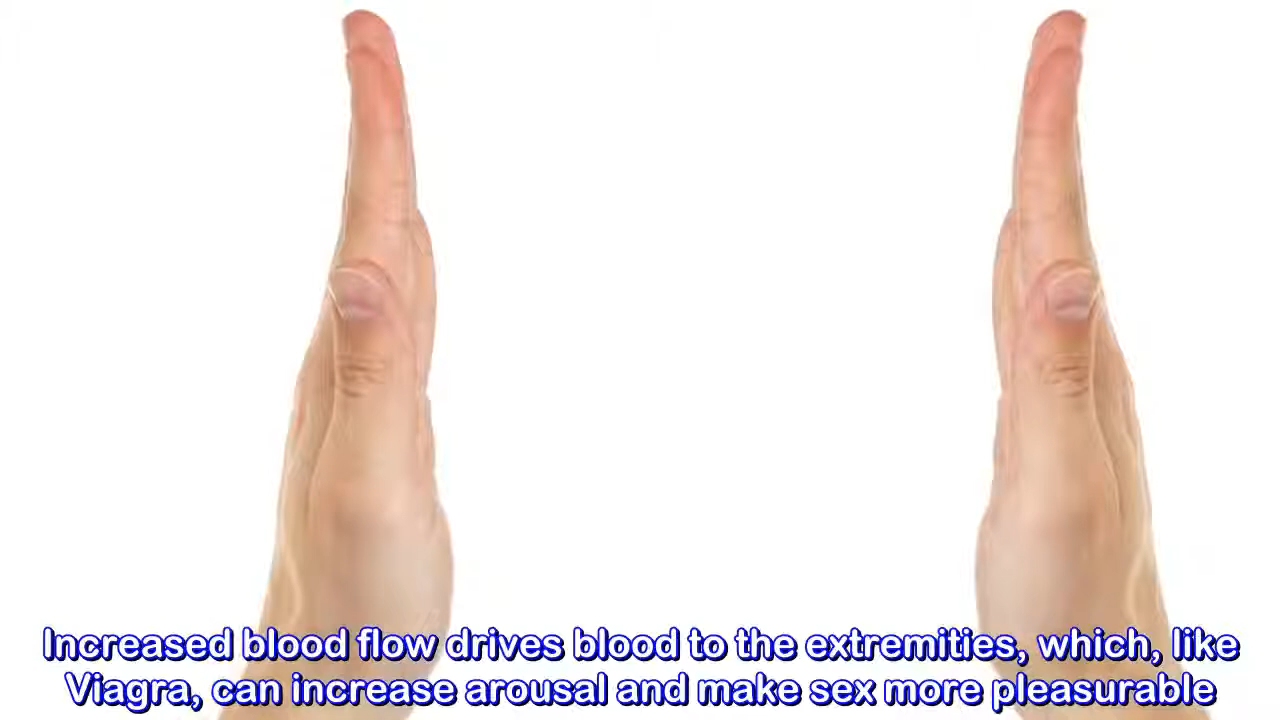 Increased blood flow drives blood to the extremities, which, like
Viagra, can increase arousal and make sex more pleasurable